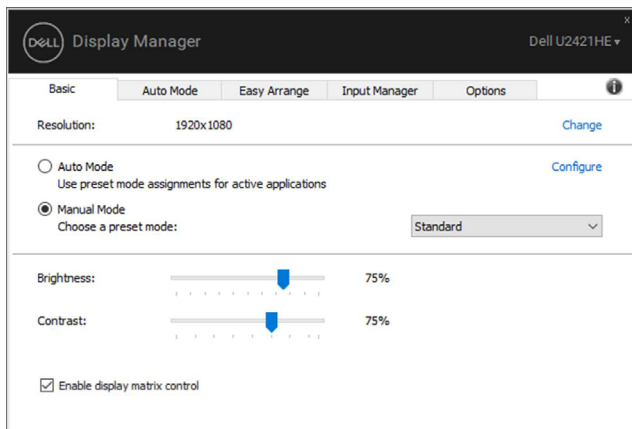 x
DELL Display Manager Dell U2421HE
Basic Auto Mode Easy Arrange Input Manager Options
Resolution: 1920x1080 Change
Auto Mode Configure
Use preset mode assignments for active applications
Manual Mode
Choose a preset mode: Standard
Brightness: 75%
Contrast: 75%
Enable display matrix control